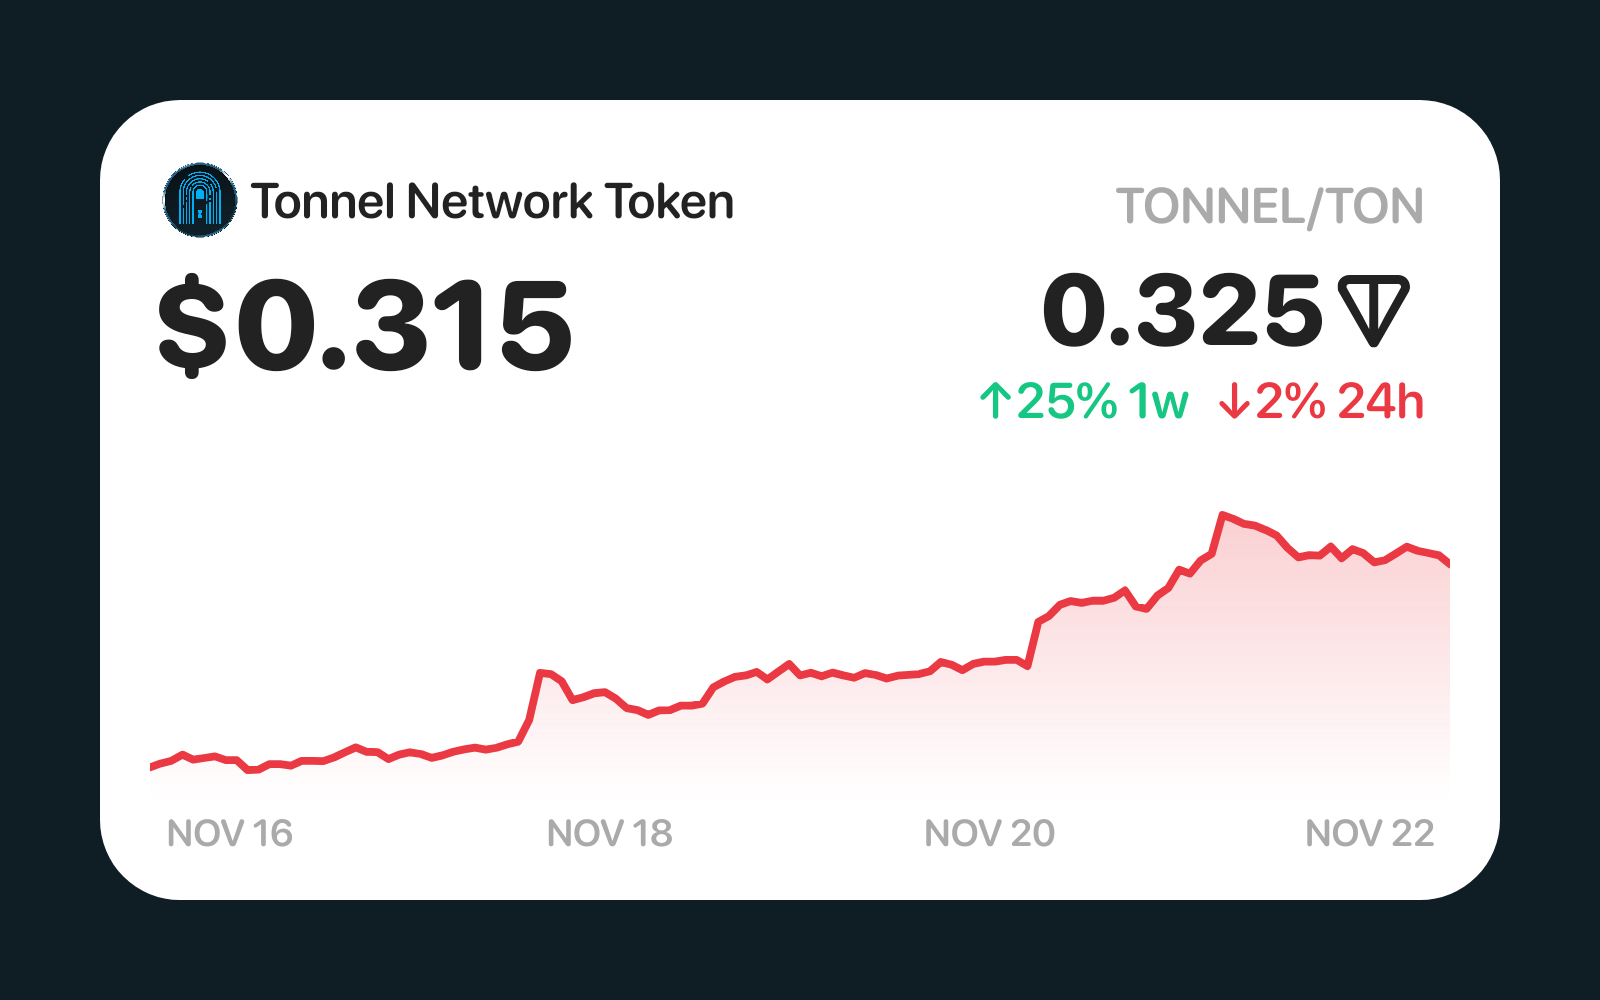 Tonnel Network Token
TONNEL/TON
$0.315
0.325
↑25% 1w ↓2% 24h
NOV 16 NOV 18 NOV 20 NOV 22